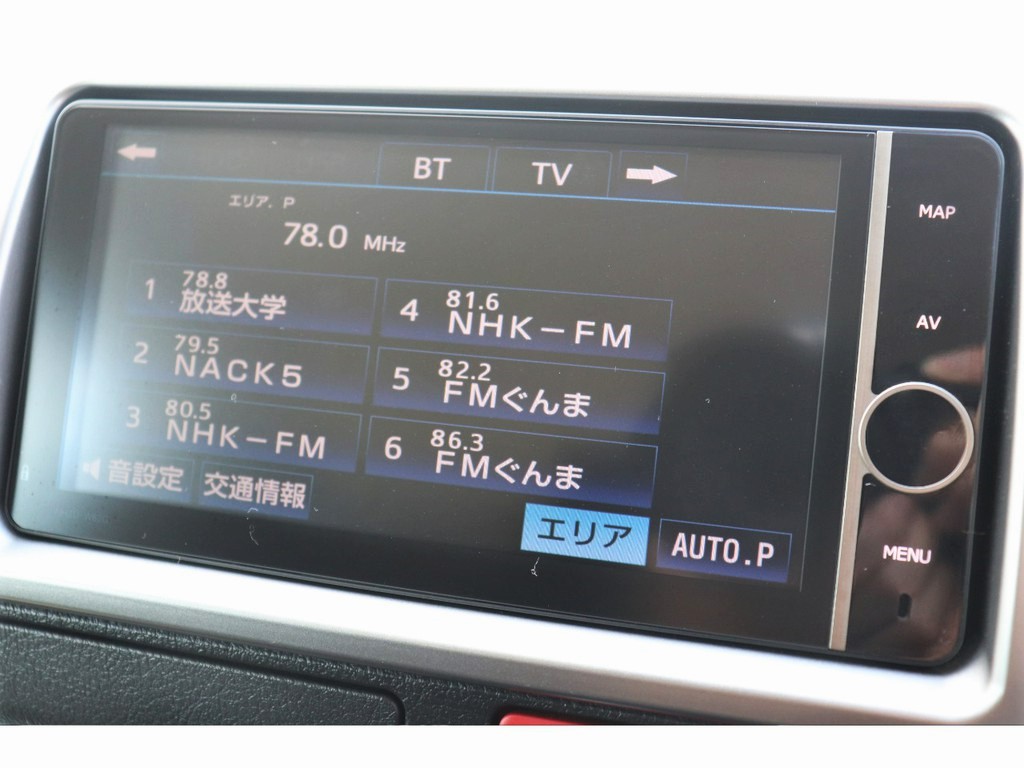 BT TV
エリア. P
78.0 MHz
1 78.8 放送大学
2 79.5 NACK5
3 80.5 NHK－FM
4 81.6 NHK－FM
5 82.2 FMぐんま
6 86.3 FMぐんま
音設定 交通情報
エリア AUTO.P
MAP
AV
MENU